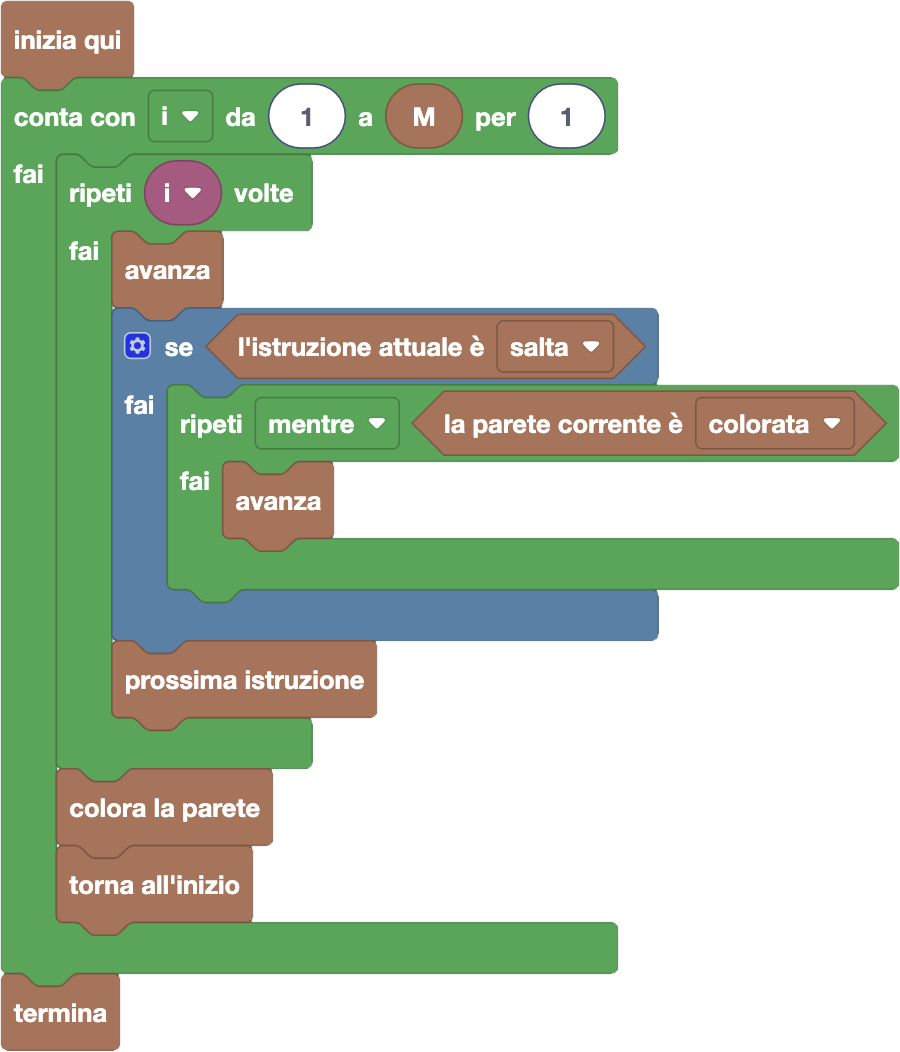 inizia qui
conta con i da 1 a M per 1
fai
ripeti i volte
fai
avanza
se l'istruzione attuale è salta
fai
ripeti mentre la parete corrente è colorata
fai
avanza
prossima istruzione
colora la parete
torna all'inizio
termina